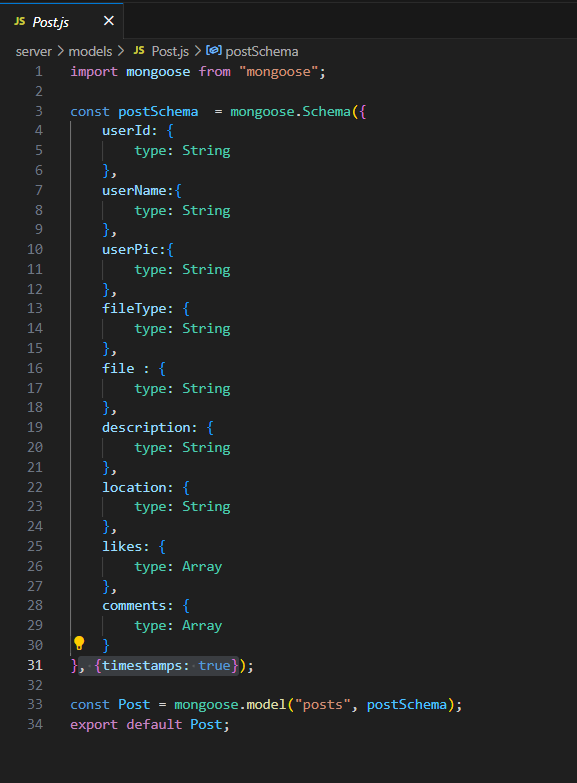 JS Post.js ×
server > models > JS Post.js > postSchema
1 import mongoose from "mongoose";
2
3 const postSchema  = mongoose.Schema({
4     userId: {
5         type: String
6     },
7     userName:{
8         type: String
9     },
10     userPic:{
11         type: String
12     },
13     fileType: {
14         type: String
15     },
16     file : {
17         type: String
18     },
19     description: {
20         type: String
21     },
22     location: {
23         type: String
24     },
25     likes: {
26         type: Array
27     },
28     comments: {
29         type: Array
30     }
31 }, {timestamps: true});
32
33 const Post = mongoose.model("posts", postSchema);
34 export default Post;